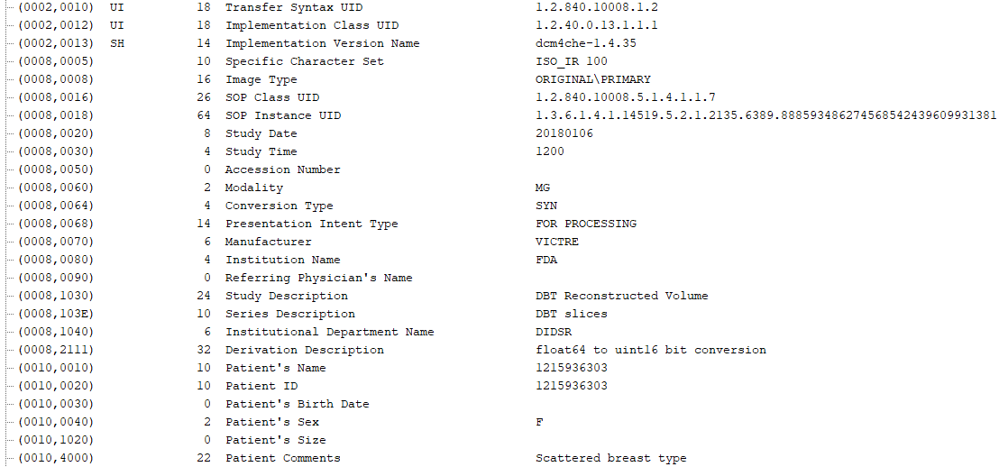 (0002,0010) UI 18 Transfer Syntax UID 1.2.840.10008.1.2
(0002,0012) UI 18 Implementation Class UID 1.2.40.0.13.1.1.1
(0002,0013) SH 14 Implementation Version Name dcm4che-1.4.35
(0008,0005) 10 Specific Character Set ISO_IR 100
(0008,0008) 16 Image Type ORIGINAL\PRIMARY
(0008,0016) 26 SOP Class UID 1.2.840.10008.5.1.4.1.1.7
(0008,0018) 64 SOP Instance UID 1.3.6.1.4.1.14519.5.2.1.2135.6389.888593486274568542439609931381
(0008,0020) 8 Study Date 20180106
(0008,0030) 4 Study Time 1200
(0008,0050) 0 Accession Number
(0008,0060) 2 Modality MG
(0008,0064) 4 Conversion Type SYN
(0008,0068) 14 Presentation Intent Type FOR PROCESSING
(0008,0070) 6 Manufacturer VICTRE
(0008,0080) 4 Institution Name FDA
(0008,0090) 0 Referring Physician's Name
(0008,1030) 24 Study Description DBT Reconstructed Volume
(0008,103E) 10 Series Description DBT slices
(0008,1040) 6 Institutional Department Name DIDSR
(0008,2111) 32 Derivation Description float64 to uint16 bit conversion
(0010,0010) 10 Patient's Name 1215936303
(0010,0020) 10 Patient ID 1215936303
(0010,0030) 0 Patient's Birth Date
(0010,0040) 2 Patient's Sex F
(0010,1020) 0 Patient's Size
(0010,4000) 22 Patient Comments Scattered breast type